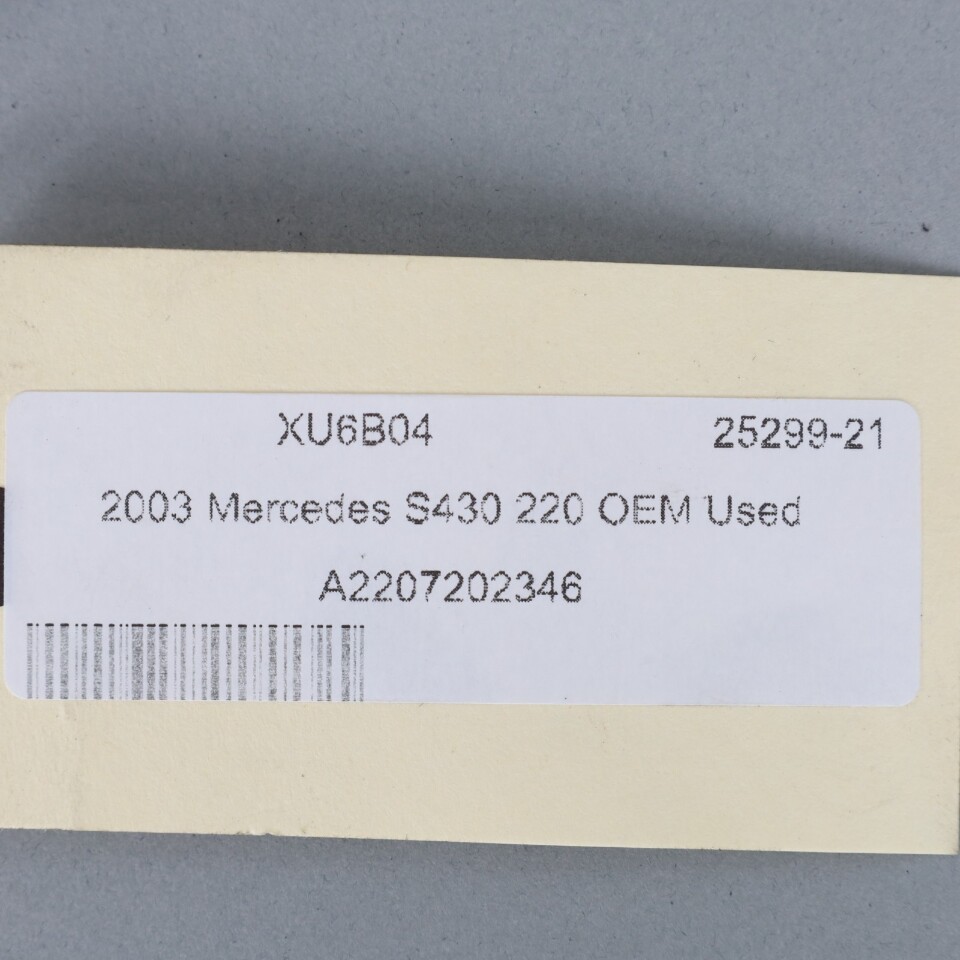 XU6B04 25299-21
2003 Mercedes S430 220 OEM Used
A2207202346